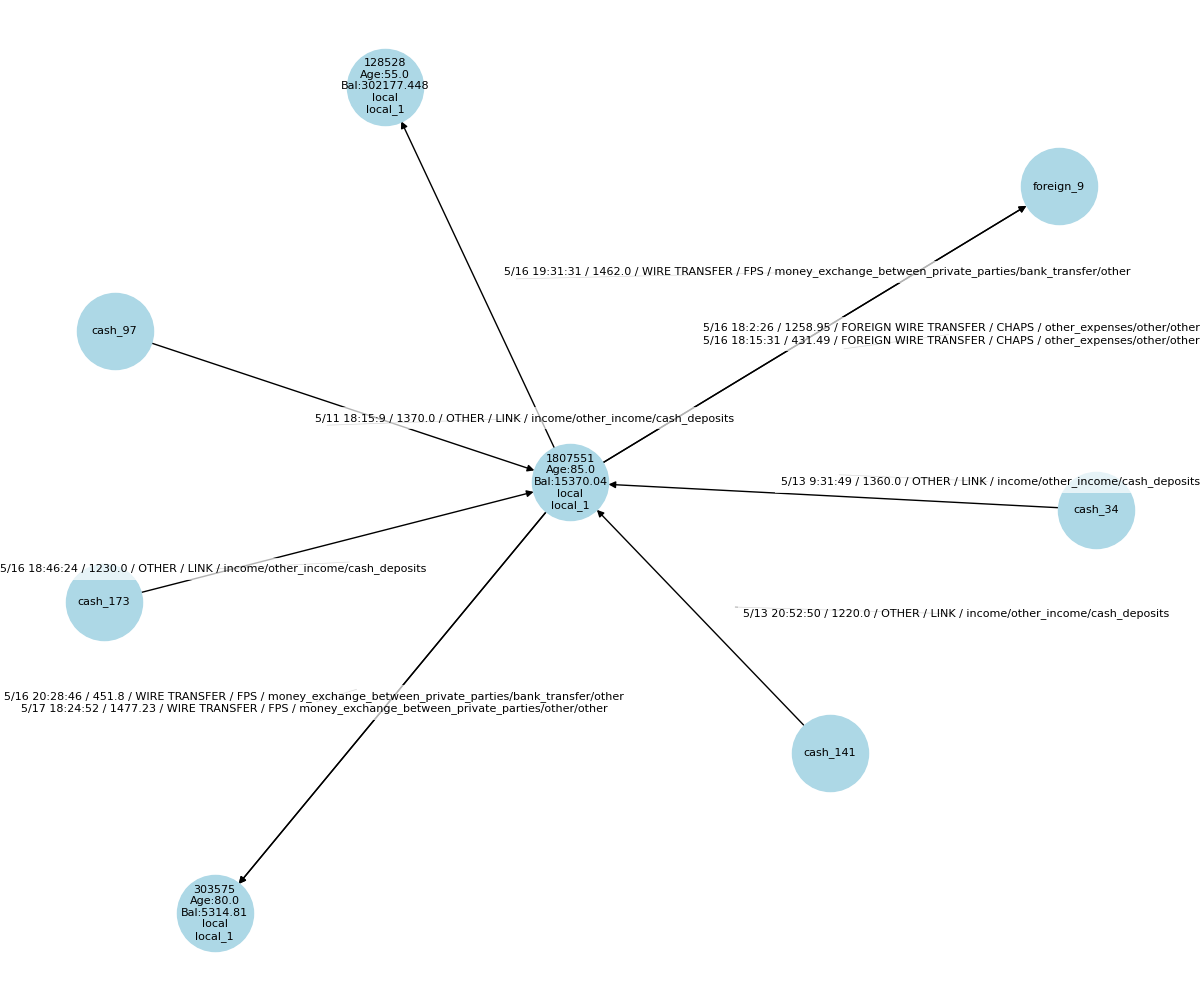 128528
Age:55.0
Bal:302177.448
local
local_1
foreign_9
5/16 19:31:31 / 1462.0 / WIRE TRANSFER / FPS / money_exchange_between_private_parties/bank_transfer/other
cash_97
5/16 18:2:26 / 1258.95 / FOREIGN WIRE TRANSFER / CHAPS / other_expenses/other/other
5/16 18:15:31 / 431.49 / FOREIGN WIRE TRANSFER / CHAPS / other_expenses/other/other
5/11 18:15:9 / 1370.0 / OTHER / LINK / income/other_income/cash_deposits
1807551
Age:85.0
Bal:15370.04
local
local_1
5/13 9:31:49 / 1360.0 / OTHER / LINK / income/other_income/cash_deposits
cash_34
5/16 18:46:24 / 1230.0 / OTHER / LINK / income/other_income/cash_deposits
cash_173
5/13 20:52:50 / 1220.0 / OTHER / LINK / income/other_income/cash_deposits
5/16 20:28:46 / 451.8 / WIRE TRANSFER / FPS / money_exchange_between_private_parties/bank_transfer/other
5/17 18:24:52 / 1477.23 / WIRE TRANSFER / FPS / money_exchange_between_private_parties/other/other
cash_141
303575
Age:80.0
Bal:5314.81
local
local_1